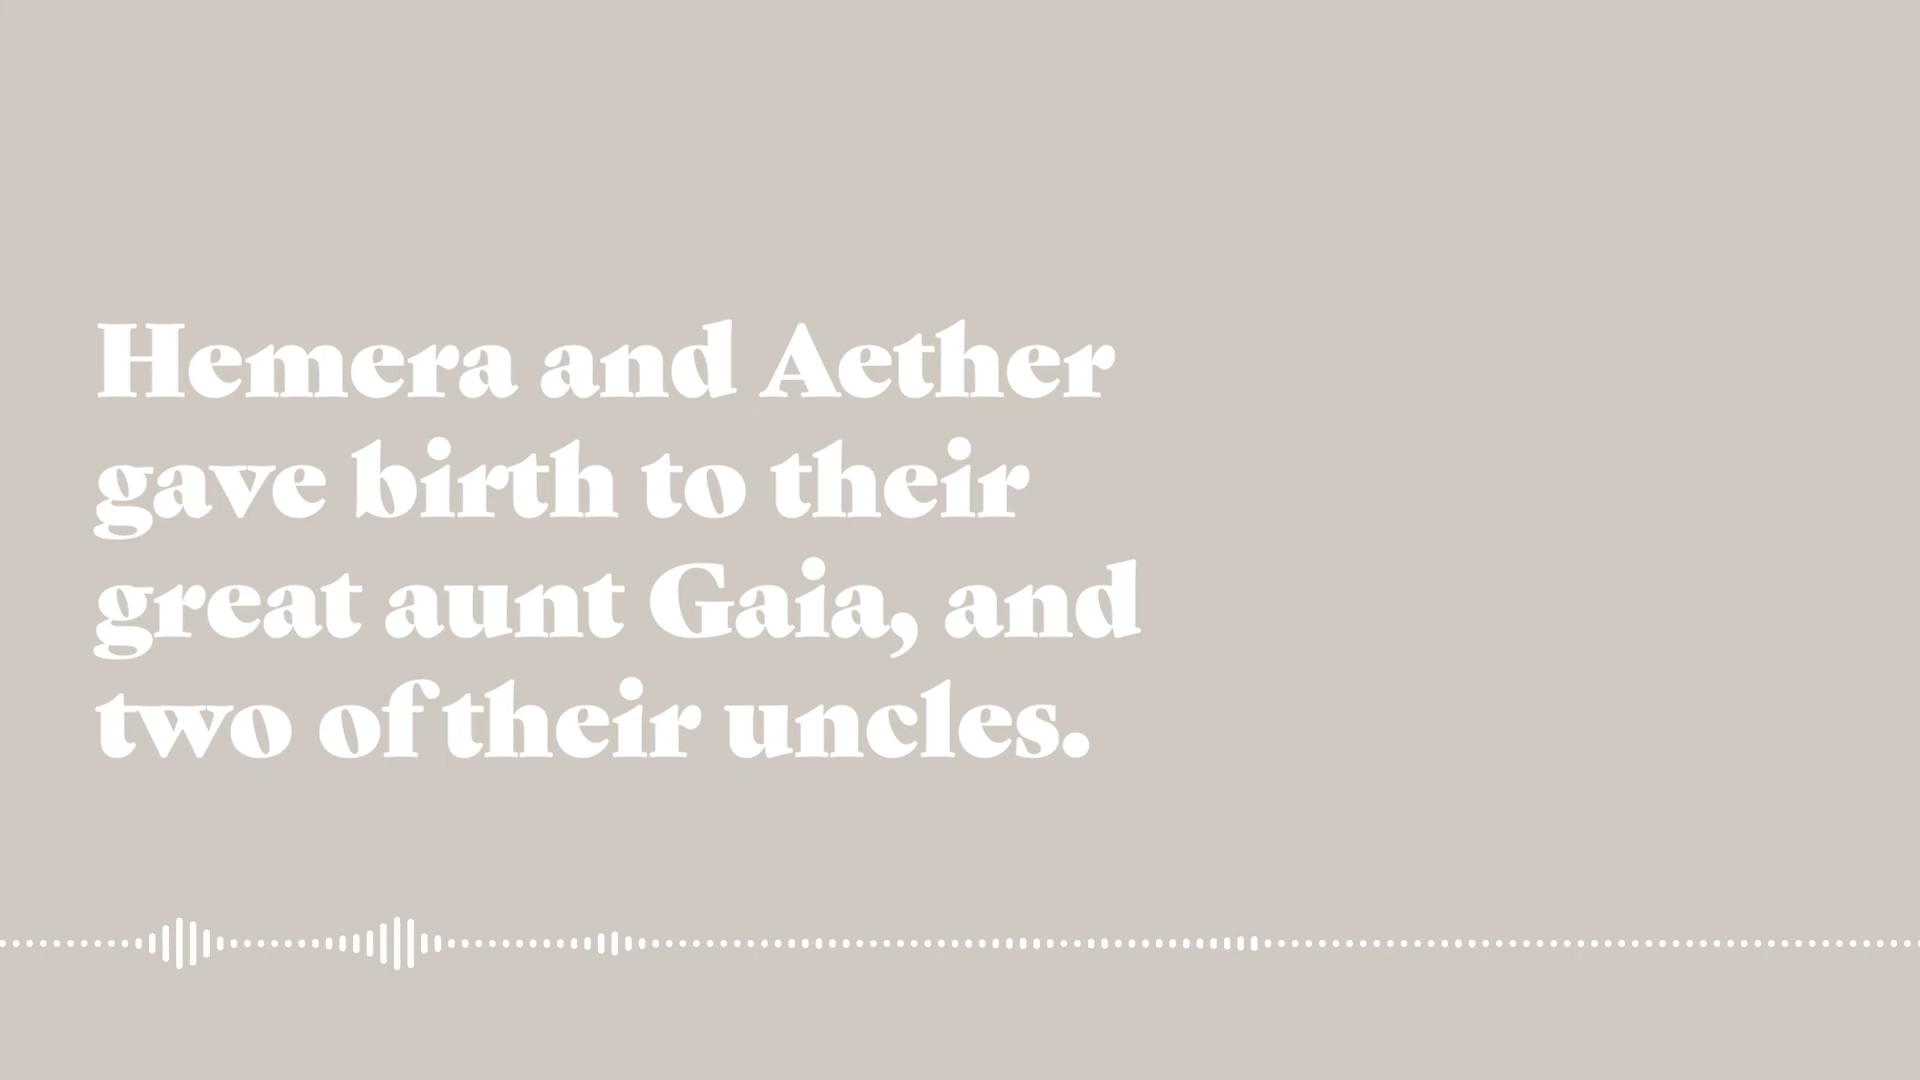 Hemera and Aether
gave birth to their
great aunt Gaia, and
two of their uncles.